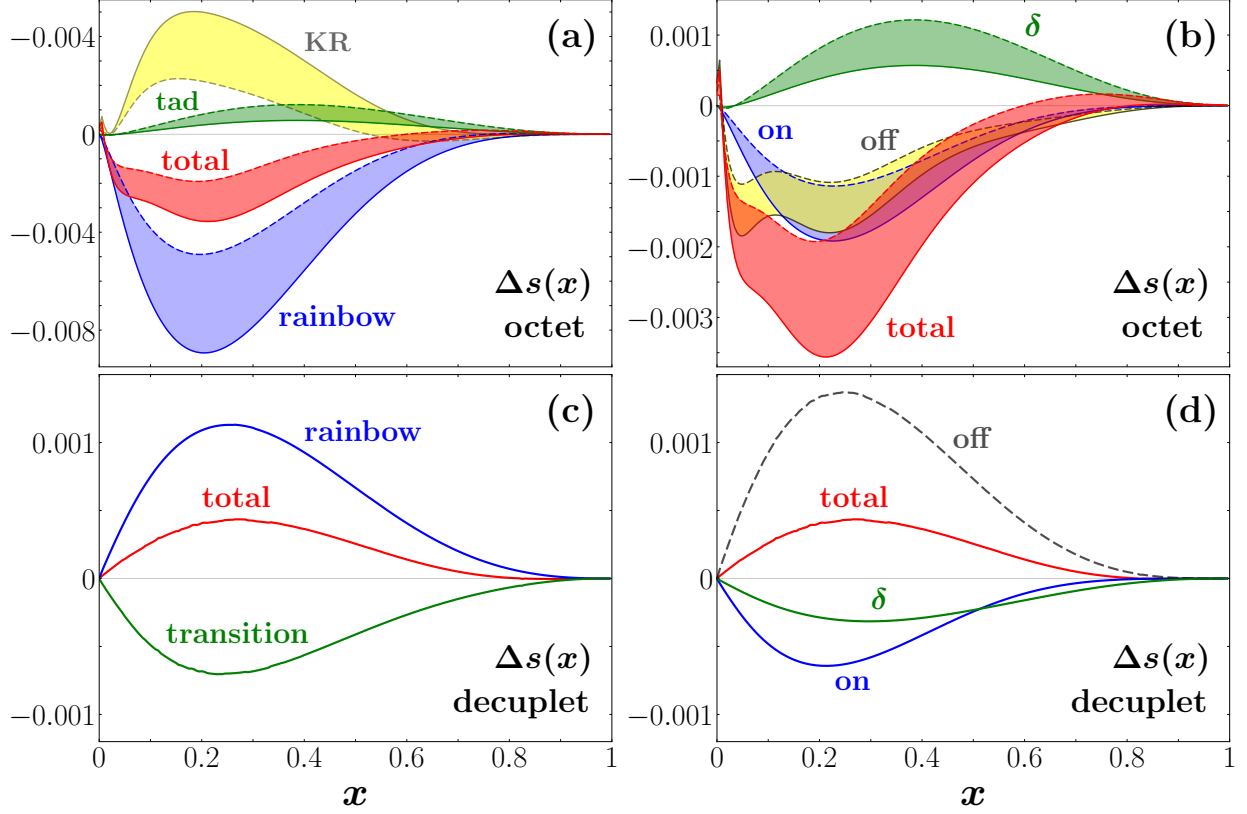 (a)
−0.004
KR
tad
0
total
−0.004
Δs(x)
rainbow
octet
−0.008
(b)
0.001
δ
0
on
off
−0.001
−0.002
Δs(x)
−0.003
total
octet
(c)
0.001
rainbow
total
0
transition
Δs(x)
decuplet
−0.001
0 0.2 0.4 0.6 0.8 1
x
(d)
0.001
off
total
0
δ
Δs(x)
on
decuplet
−0.001
0 0.2 0.4 0.6 0.8 1
x